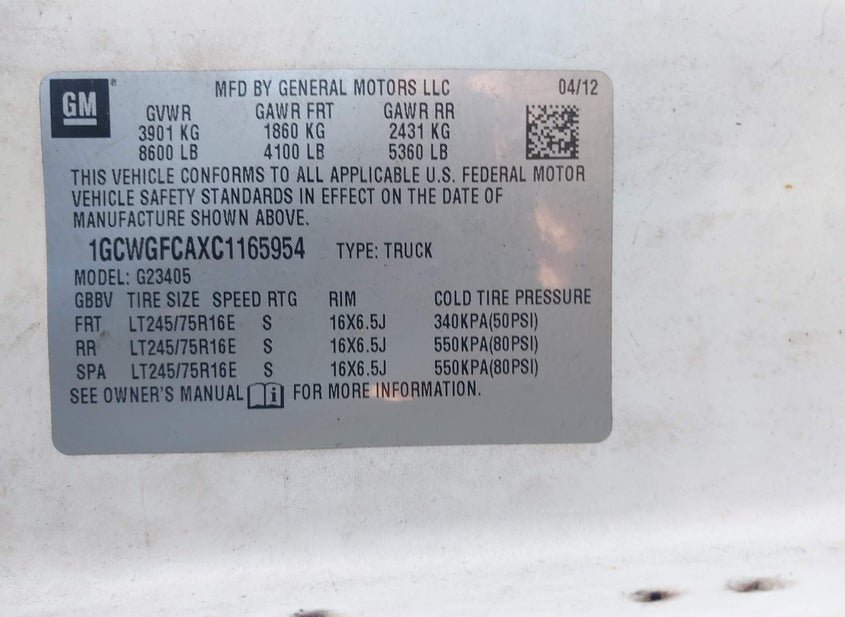 GM
MFD BY GENERAL MOTORS LLC 04/12
GVWR GAWR FRT GAWR RR
3901 KG 1860 KG 2431 KG
8600 LB 4100 LB 5360 LB
THIS VEHICLE CONFORMS TO ALL APPLICABLE U.S. FEDERAL MOTOR
VEHICLE SAFETY STANDARDS IN EFFECT ON THE DATE OF
MANUFACTURE SHOWN ABOVE.
1GCWGFCAXC1165954 TYPE: TRUCK
MODEL: G23405
GBBV TIRE SIZE SPEED RTG RIM COLD TIRE PRESSURE
FRT LT245/75R16E S 16X6.5J 340KPA(50PSI)
RR LT245/75R16E S 16X6.5J 550KPA(80PSI)
SPA LT245/75R16E S 16X6.5J 550KPA(80PSI)
SEE OWNER'S MANUAL i FOR MORE INFORMATION.